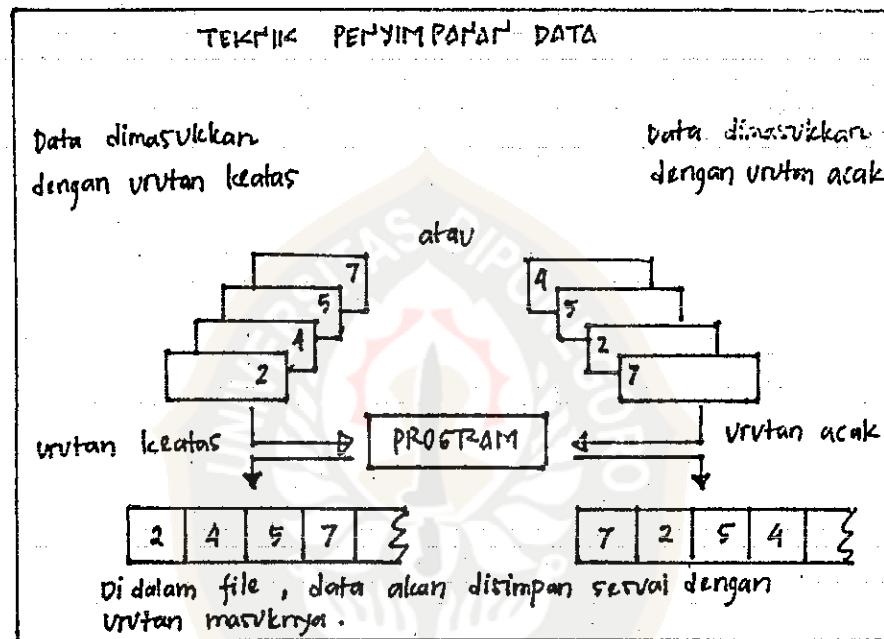 TEKNIK PENYIMPANAN DATA
Data dimasukkan
dengan urutan keatas
Data dimasukkan
dengan urutan acak
atau
7
5
4
2
4
5
2
7
urutan keatas
PROGRAM
urutan acak
2 4 5 7
7 2 5 4
Di dalam file, data akan disimpan sesuai dengan
urutan masuknya.
UNIVERSITAS DIPONEGORO